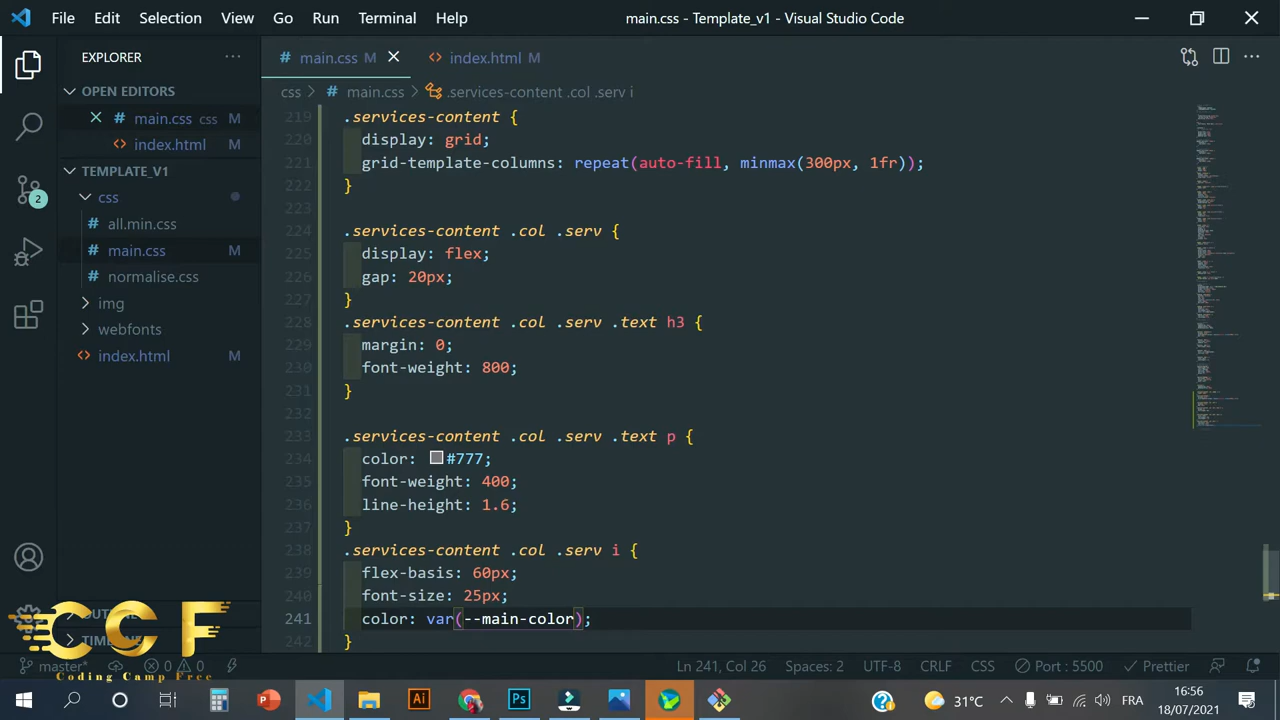 File Edit Selection View Go Run Terminal Help main.css - Template_v1 - Visual Studio Code
EXPLORER
OPEN EDITORS
main.css css M
index.html M
TEMPLATE_V1
css
all.min.css
main.css M
normalise.css
img
webfonts
index.html M
2
TIME
# main.css M
<> index.html M
css > # main.css > .services-content .col .serv i
219 .services-content {
220 display: grid;
221 grid-template-columns: repeat(auto-fill, minmax(300px, 1fr));
222 }
223
224 .services-content .col .serv {
225 display: flex;
226 gap: 20px;
227 }
228 .services-content .col .serv .text h3 {
229 margin: 0;
230 font-weight: 800;
231 }
232
233 .services-content .col .serv .text p {
234 color: #777;
235 font-weight: 400;
236 line-height: 1.6;
237 }
238 .services-content .col .serv i {
239 flex-basis: 60px;
240 font-size: 25px;
241 color: var(--main-color);
242 }
CCF
Coding Camp Free
master* 0 0 Ln 241, Col 26 Spaces: 2 UTF-8 CRLF CSS Port : 5500 Prettier
31°C FRA 16:56
18/07/2021